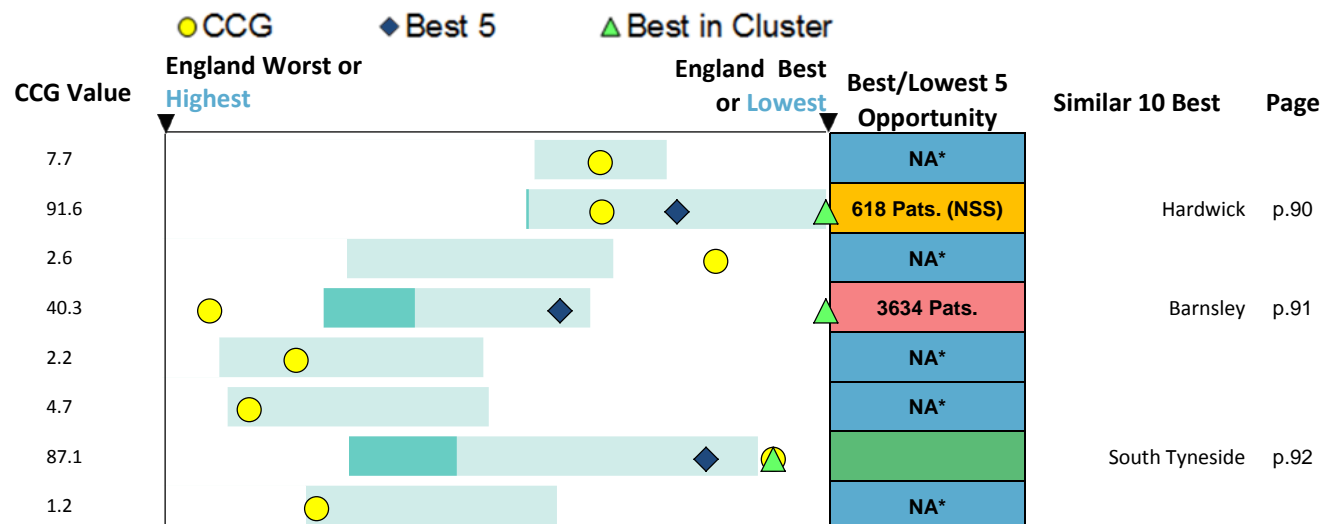 CCG Best 5 Best in Cluster
CCG Value
England Worst or
Highest
England Best
or Lowest
Best/Lowest 5
Opportunity
Similar 10 Best
Page
7.7 NA*
91.6 618 Pats. (NSS) Hardwick p.90
2.6 NA*
40.3 3634 Pats. Barnsley p.91
2.2 NA*
4.7 NA*
87.1 South Tyneside p.92
1.2 NA*